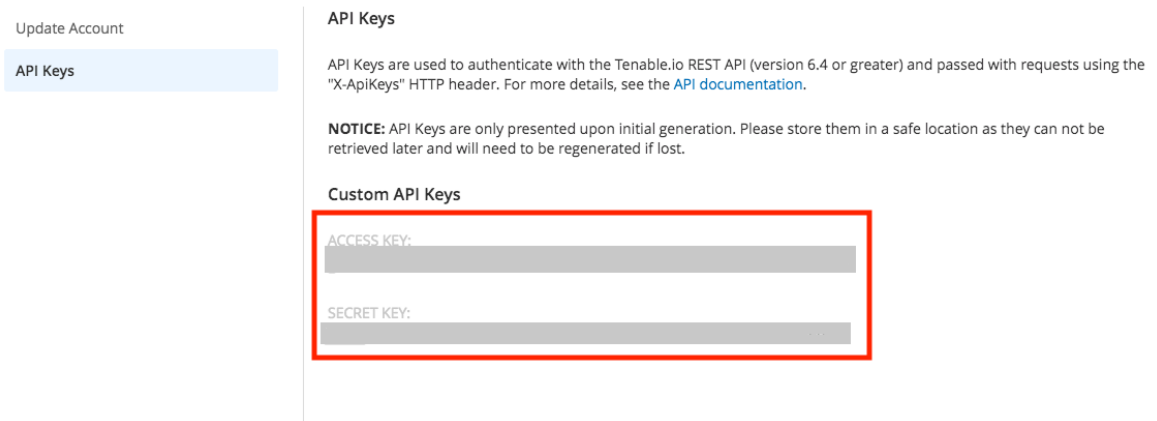 Update Account
API Keys
API Keys
API Keys are used to authenticate with the Tenable.io REST API (version 6.4 or greater) and passed with requests using the
"X-ApiKeys" HTTP header. For more details, see the API documentation.
NOTICE: API Keys are only presented upon initial generation. Please store them in a safe location as they can not be
retrieved later and will need to be regenerated if lost.
Custom API Keys
ACCESS KEY:
SECRET KEY: